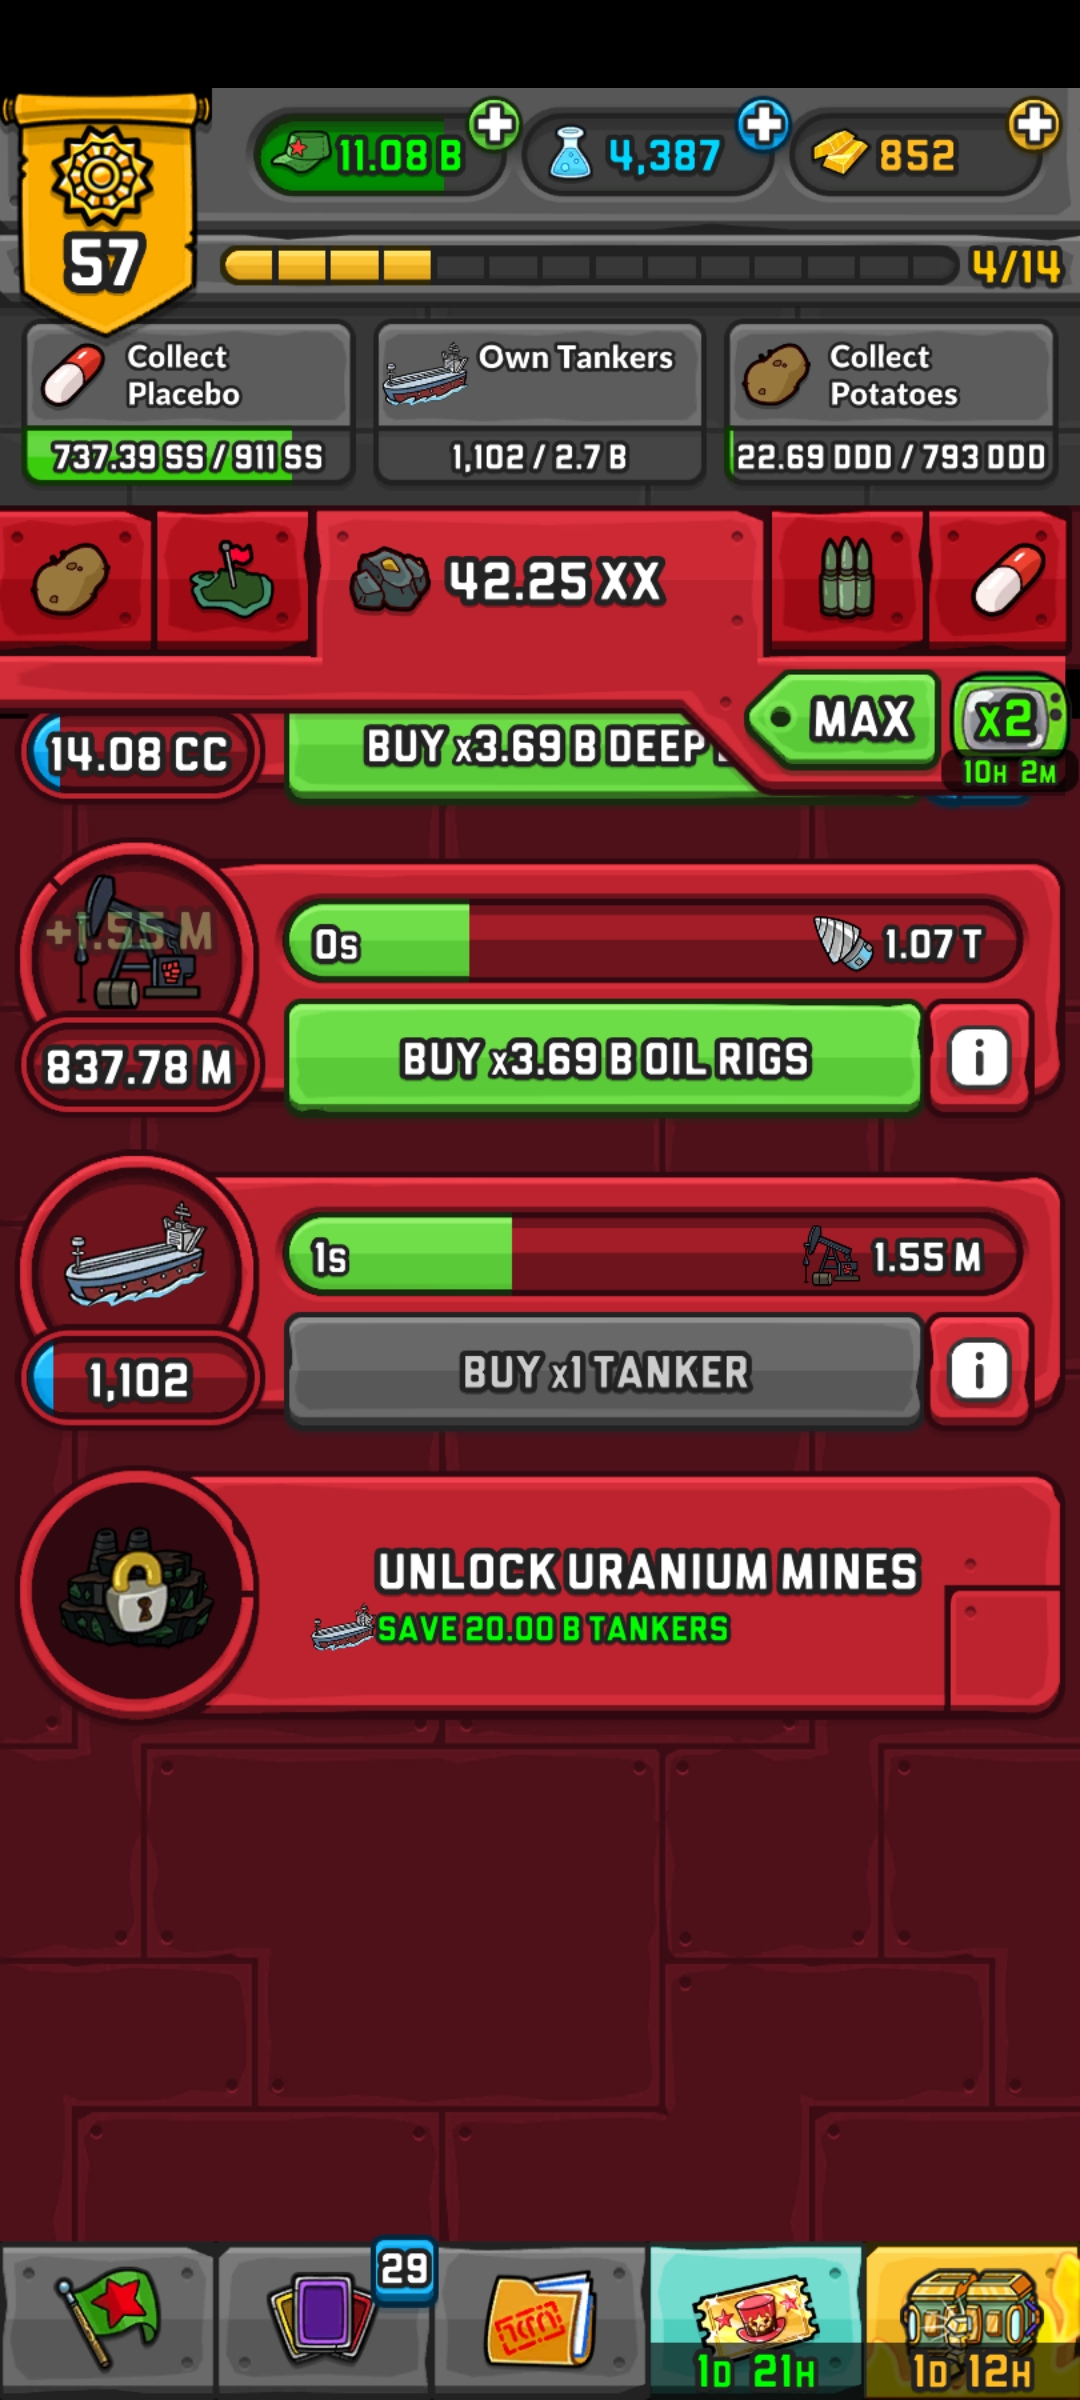 11.08 B
4,387
852
57
4/14
Collect
Placebo
737.39 SS / 911 SS
Own Tankers
1,102 / 2.7 B
Collect
Potatoes
22.69 DDD / 793 DDD
42.25 XX
MAX
x2
10H 2M
14.08 CC
BUY x3.69 B DEEP
+1.55 M
0s
1.07 T
837.78 M
BUY x3.69 B OIL RIGS
i
1s
1.55 M
1,102
BUY x1 TANKER
i
UNLOCK URANIUM MINES
SAVE 20.00 B TANKERS
29
1D 21H
1D 12H